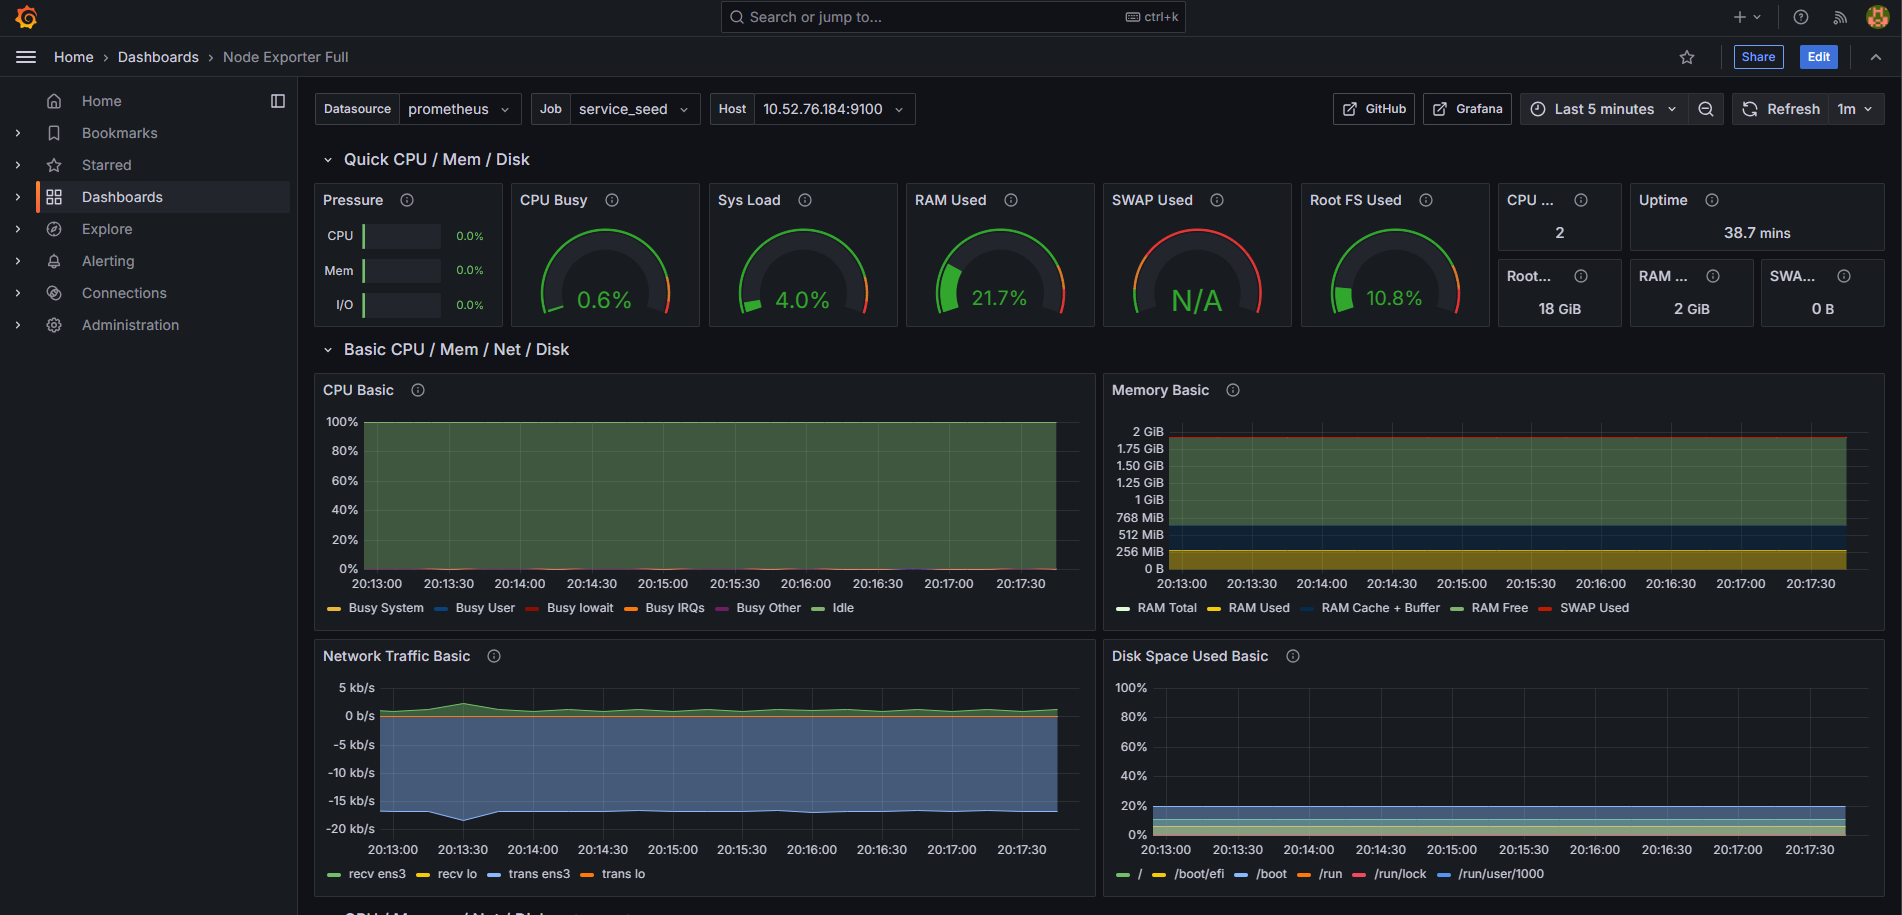 Search or jump to...
ctrl+k
Home › Dashboards › Node Exporter Full
Share
Edit
Home
Bookmarks
Starred
Dashboards
Explore
Alerting
Connections
Administration
Datasource prometheus
Job service_seed
Host 10.52.76.184:9100
GitHub
Grafana
Last 5 minutes
Refresh 1m
Quick CPU / Mem / Disk
Pressure
CPU 0.0%
Mem 0.0%
I/O 0.0%
CPU Busy
0.6%
Sys Load
4.0%
RAM Used
21.7%
SWAP Used
N/A
Root FS Used
10.8%
CPU ...
2
Uptime
38.7 mins
Root...
18 GiB
RAM ...
2 GiB
SWA...
0 B
Basic CPU / Mem / Net / Disk
CPU Basic
100%
80%
60%
40%
20%
0%
20:13:00 20:13:30 20:14:00 20:14:30 20:15:00 20:15:30 20:16:00 20:16:30 20:17:00 20:17:30
Busy System Busy User Busy Iowait Busy IRQs Busy Other Idle
Memory Basic
2 GiB
1.75 GiB
1.50 GiB
1.25 GiB
1 GiB
768 MiB
512 MiB
256 MiB
0 B
20:13:00 20:13:30 20:14:00 20:14:30 20:15:00 20:15:30 20:16:00 20:16:30 20:17:00 20:17:30
RAM Total RAM Used RAM Cache + Buffer RAM Free SWAP Used
Network Traffic Basic
5 kb/s
0 b/s
-5 kb/s
-10 kb/s
-15 kb/s
-20 kb/s
20:13:00 20:13:30 20:14:00 20:14:30 20:15:00 20:15:30 20:16:00 20:16:30 20:17:00 20:17:30
recv ens3 recv lo trans ens3 trans lo
Disk Space Used Basic
100%
80%
60%
40%
20%
0%
20:13:00 20:13:30 20:14:00 20:14:30 20:15:00 20:15:30 20:16:00 20:16:30 20:17:00 20:17:30
/ /boot/efi /boot /run /run/lock /run/user/1000